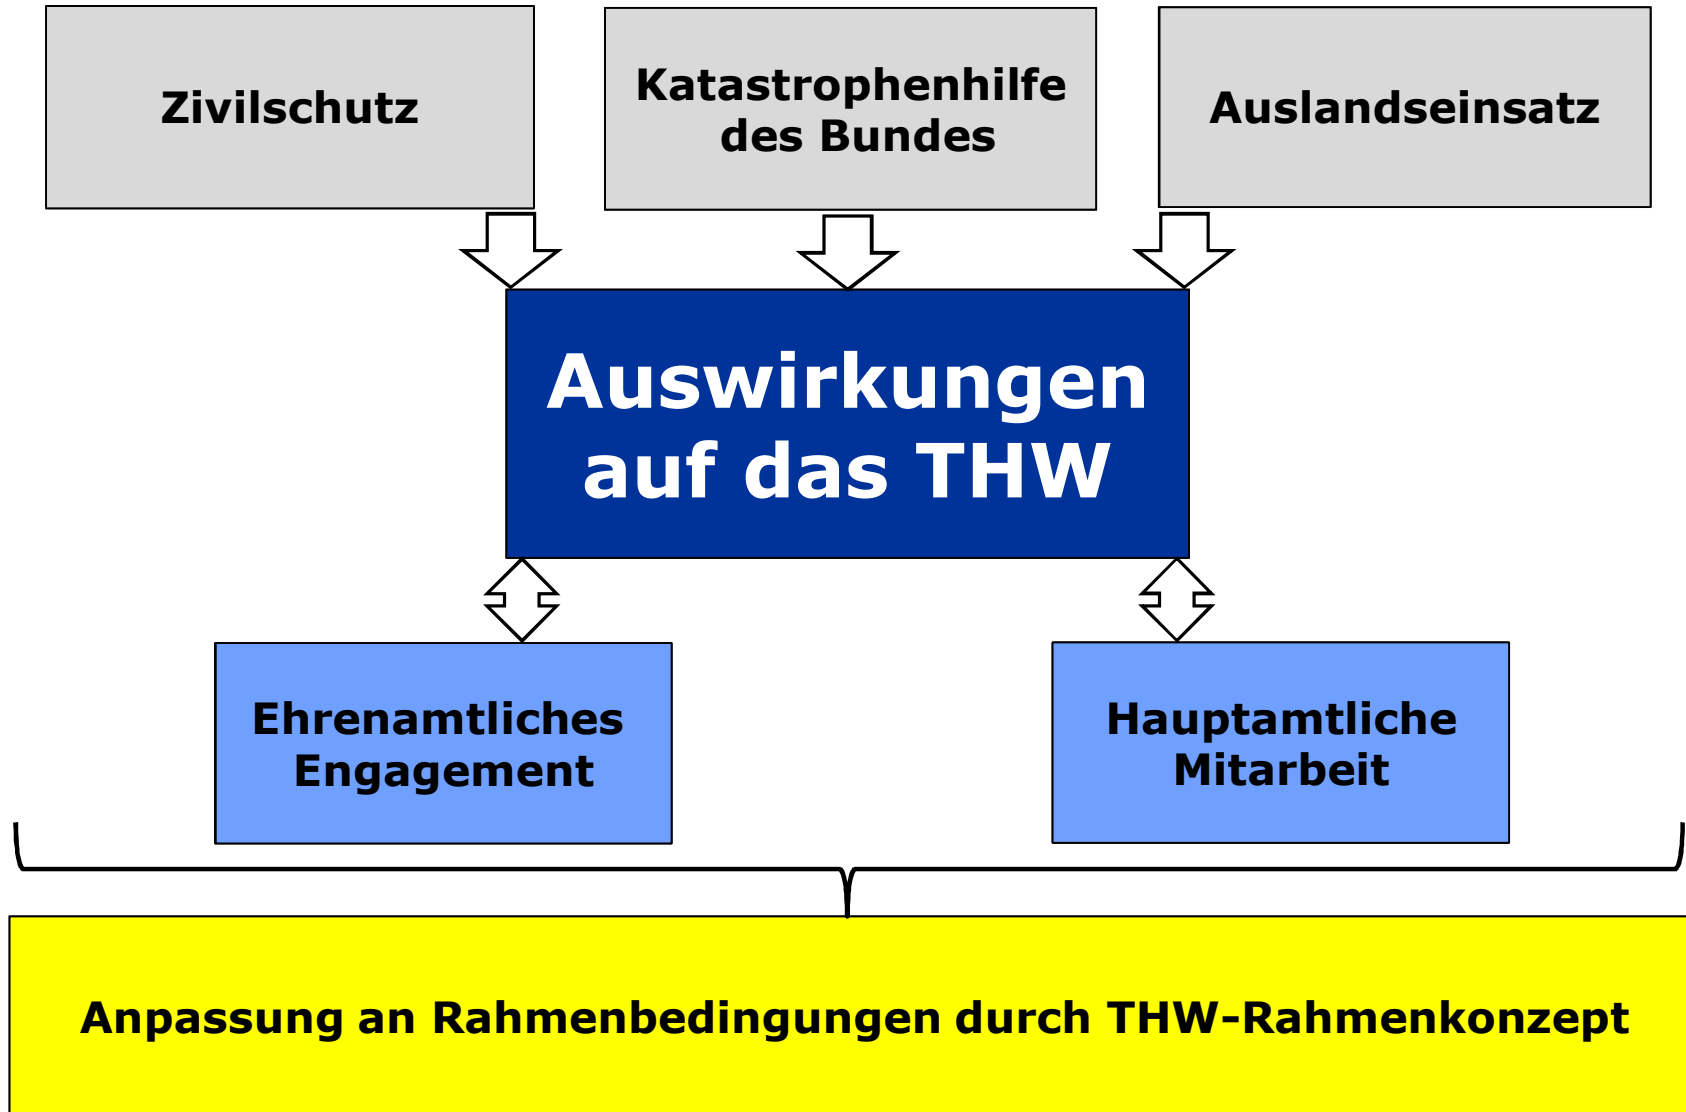 Zivilschutz
Katastrophenhilfe
des Bundes
Auslandseinsatz
Auswirkungen
auf das THW
Ehrenamtliches
Engagement
Hauptamtliche
Mitarbeit
Anpassung an Rahmenbedingungen durch THW-Rahmenkonzept